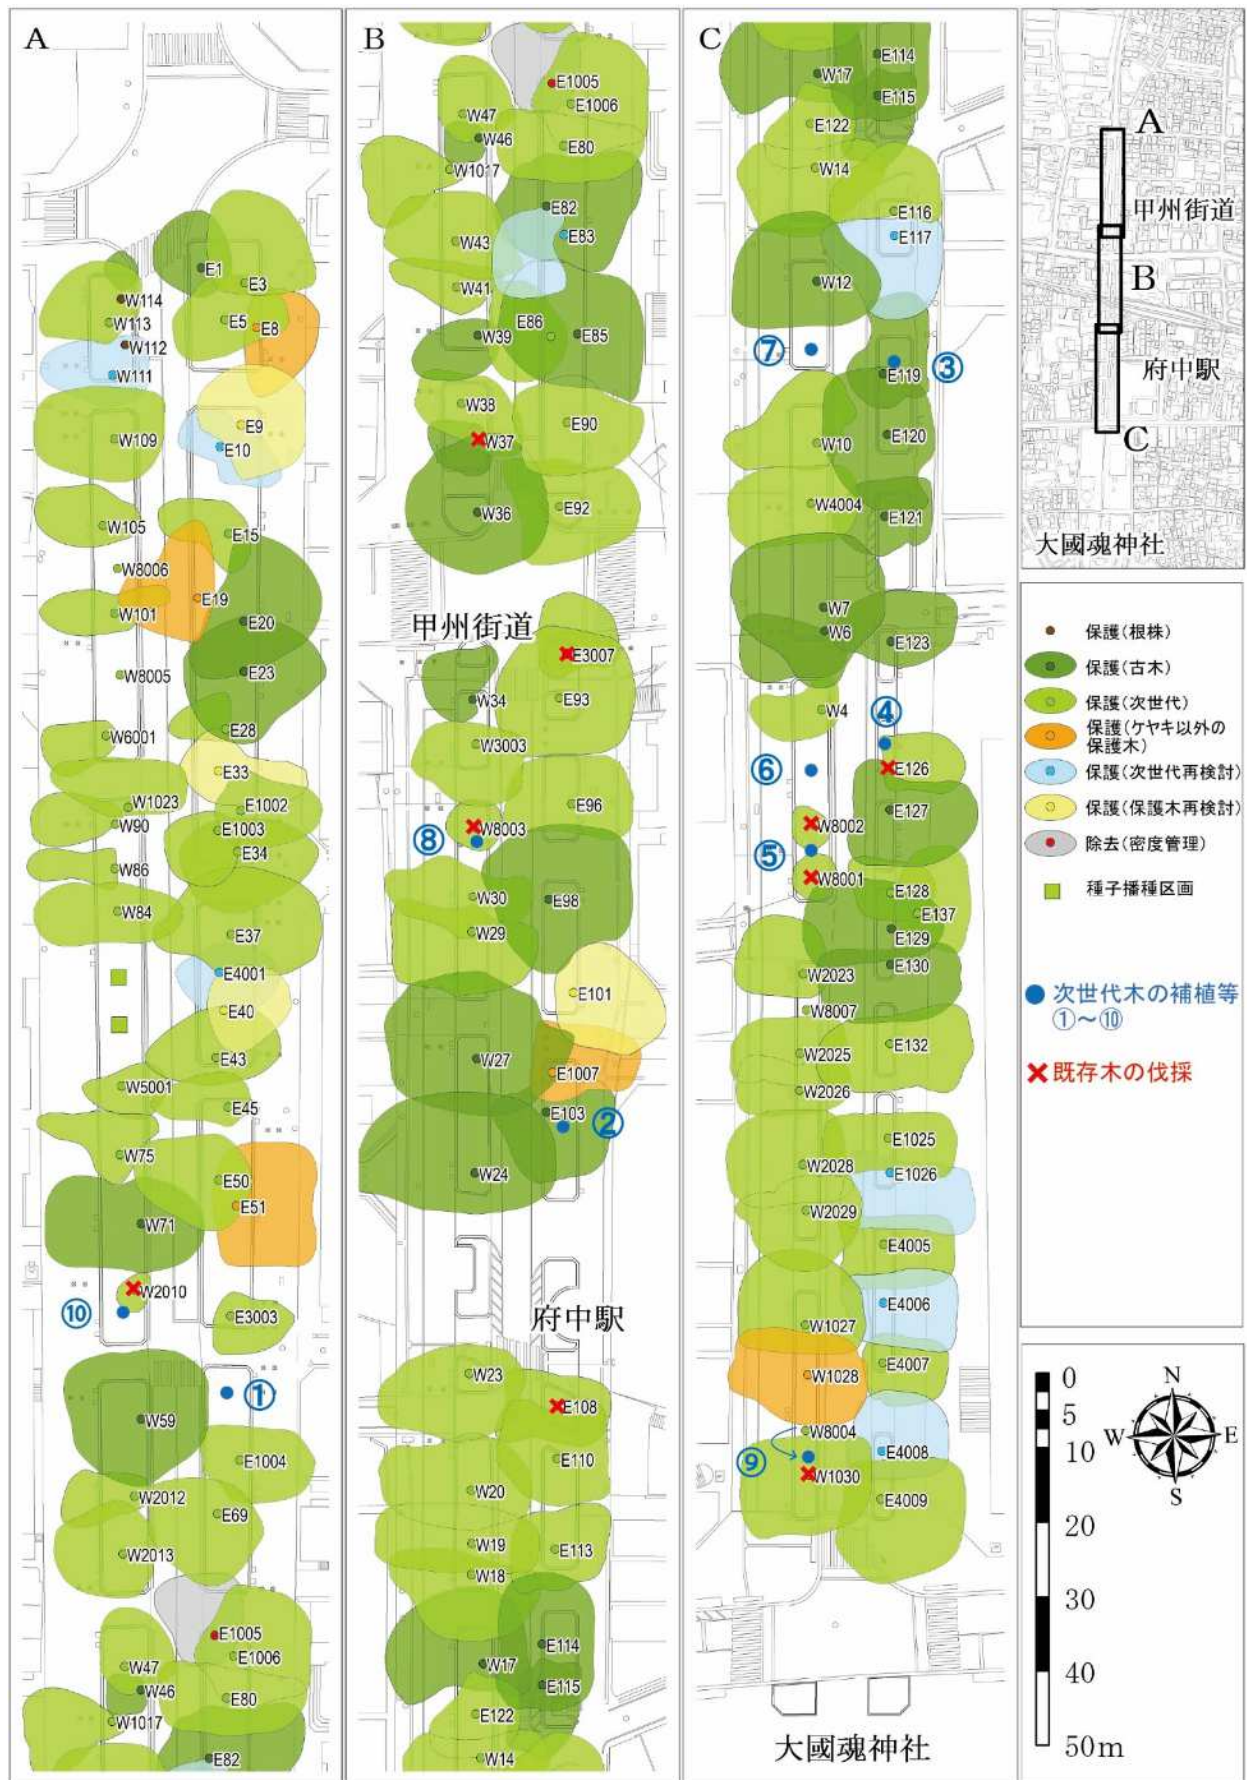 A
E1
E3
W114
W113
E5
E8
W112
W111
E9
W109
E10
W105
E15
W8006
E19
W101
E20
E23
W8005
E28
W6001
E33
W1023
E1002
W90
E1003
E34
W86
W84
E37
E4001
E40
E43
W5001
E45
W75
E50
E51
W71
W2010
⑩
E3003
①
W59
E1004
W2012
E69
W2013
E1005
E1006
W47
W46
E80
W1017
E82
B
E1005
E1006
W47
W46
E80
W1017
E82
E83
W43
W41
E86
E85
W39
W38
E90
W37
W36
E92
甲州街道
E3007
W34
E93
W3003
E96
W8003
⑧
W30
E98
W29
E101
W27
E1007
E103
②
W24
府中駅
W23
E108
E110
W20
W19
E113
W18
E114
W17
E115
E122
W14
C
E114
W17
E115
E122
W14
E116
E117
W12
⑦
③
E119
E120
W10
W4004
E121
W7
W6
E123
W4
④
⑥
E126
E127
W8002
⑤
W8001
E128
E137
E129
E130
W2023
W8007
E132
W2025
W2026
E1025
W2028
E1026
W2029
E4005
E4006
W1027
E4007
W1028
W8004
E4008
⑨
W1030
E4009
大國魂神社
A
甲州街道
B
府中駅
C
大國魂神社
保護(根株)
保護(古木)
保護(次世代)
保護(ケヤキ以外の
保護木)
保護(次世代再検討)
保護(保護木再検討)
除去(密度管理)
種子播種区画
次世代木の補植等
①～⑩
既存木の伐採
0
5
10
20
30
40
50m
N
W
E
S